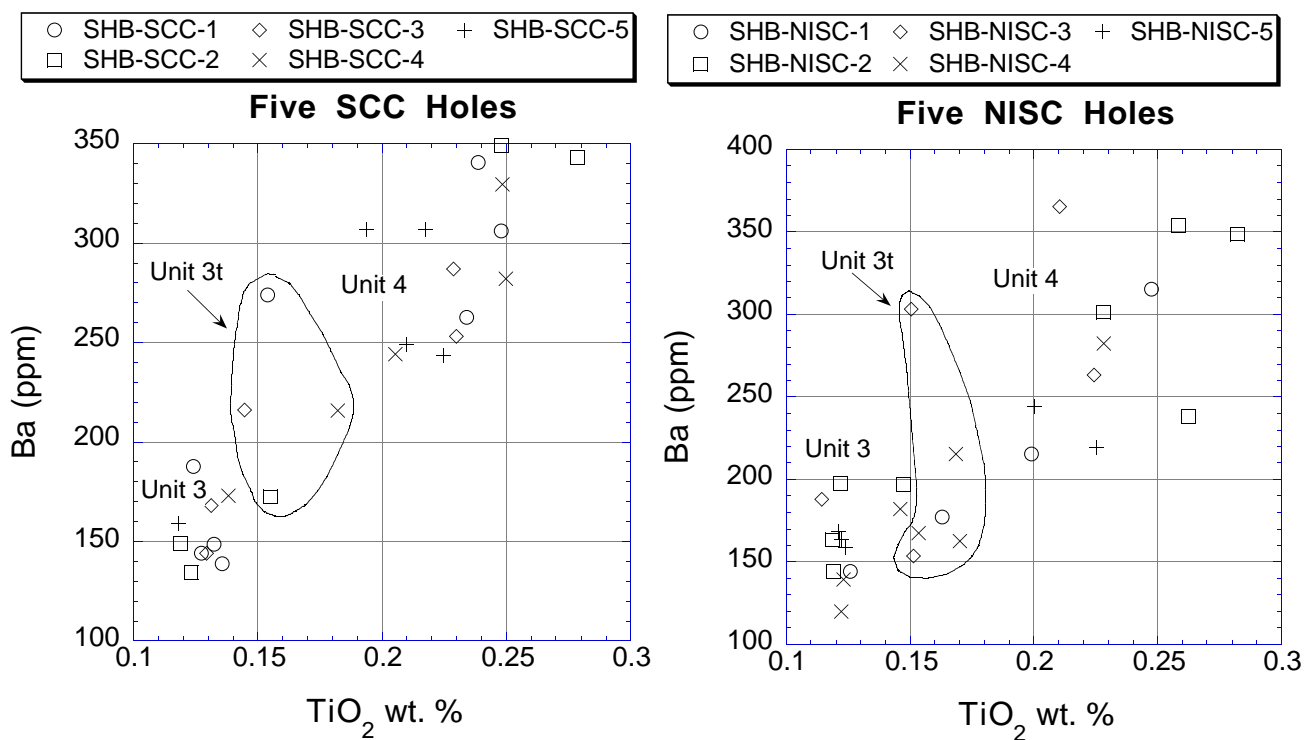 SHB-SCC-1 SHB-SCC-3 SHB-SCC-5
SHB-SCC-2 SHB-SCC-4
Five SCC Holes
350
300
250
200
150
100
Ba (ppm)
Unit 3t
Unit 4
Unit 3
0.1 0.15 0.2 0.25 0.3
TiO2 wt. %
SHB-NISC-1 SHB-NISC-3 SHB-NISC-5
SHB-NISC-2 SHB-NISC-4
Five NISC Holes
400
350
300
250
200
150
100
Ba (ppm)
Unit 3t
Unit 4
Unit 3
0.1 0.15 0.2 0.25 0.3
TiO2 wt. %